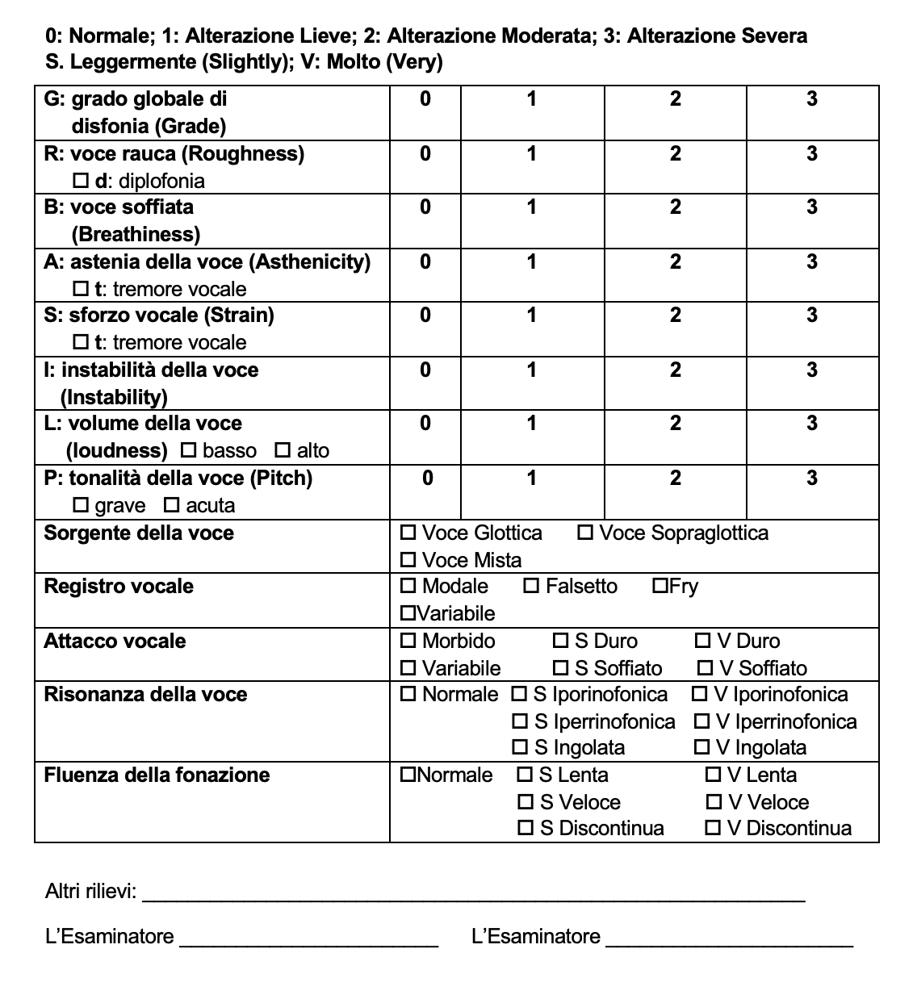 0: Normale; 1: Alterazione Lieve; 2: Alterazione Moderata; 3: Alterazione Severa
S. Leggermente (Slightly); V: Molto (Very)
G: grado globale di 0 1 2 3
disfonia (Grade)
R: voce rauca (Roughness) 0 1 2 3
☐ d: diplofonia
B: voce soffiata 0 1 2 3
(Breathiness)
A: astenia della voce (Asthenicity) 0 1 2 3
☐ t: tremore vocale
S: sforzo vocale (Strain) 0 1 2 3
☐ t: tremore vocale
I: instabilità della voce 0 1 2 3
(Instability)
L: volume della voce 0 1 2 3
(loudness) ☐ basso ☐ alto
P: tonalità della voce (Pitch) 0 1 2 3
☐ grave ☐ acuta
Sorgente della voce ☐ Voce Glottica ☐ Voce Sopraglottica
☐ Voce Mista
Registro vocale ☐ Modale ☐ Falsetto ☐Fry
☐Variabile
Attacco vocale ☐ Morbido ☐ S Duro ☐ V Duro
☐ Variabile ☐ S Soffiato ☐ V Soffiato
Risonanza della voce ☐ Normale ☐ S Iporinofonica ☐ V Iporinofonica
☐ S Iperrinofonica ☐ V Iperrinofonica
☐ S Ingolata ☐ V Ingolata
Fluenza della fonazione ☐Normale ☐ S Lenta ☐ V Lenta
☐ S Veloce ☐ V Veloce
☐ S Discontinua ☐ V Discontinua
Altri rilievi: ____________________
L’Esaminatore ____________________ L’Esaminatore ____________________